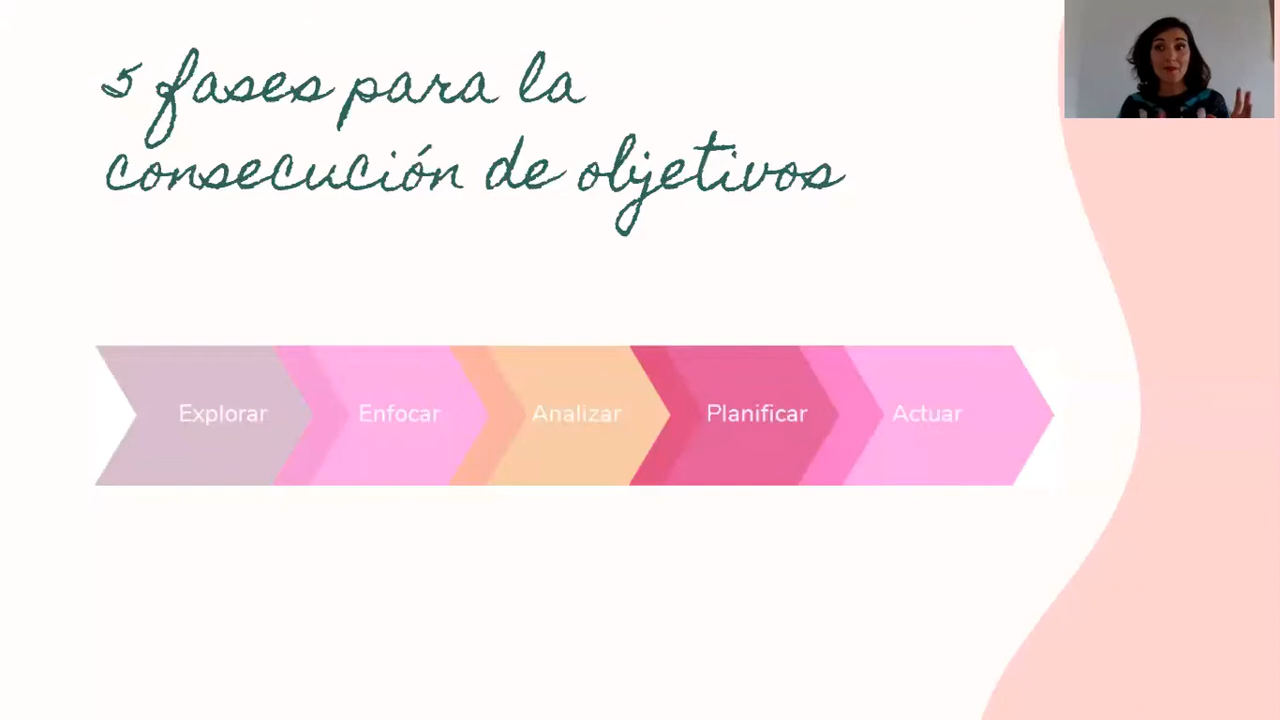 5 fases para la
consecución de objetivos
Explorar Enfocar Analizar Planificar Actuar